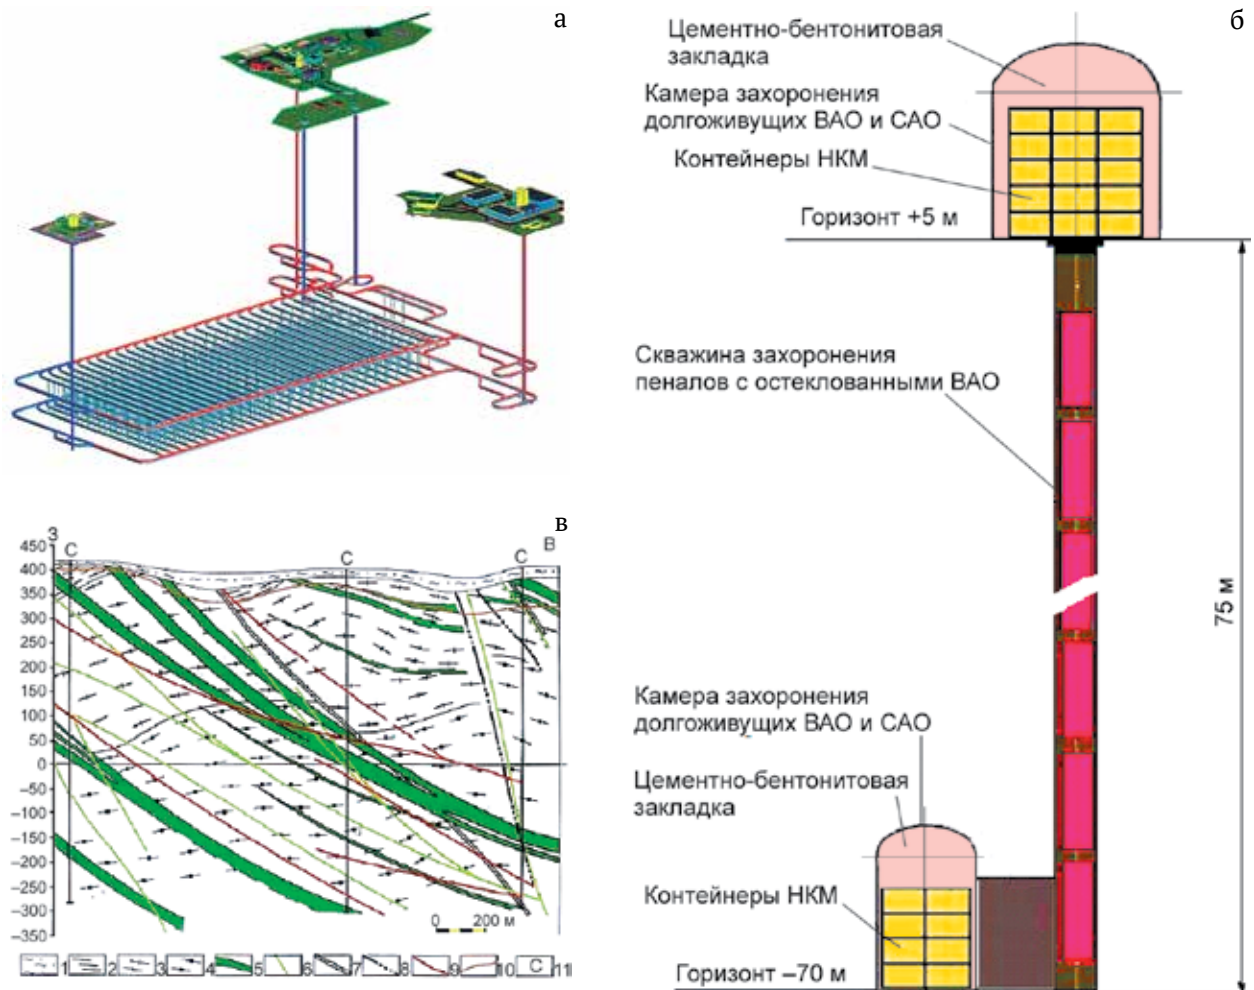 а
б
Цементно-бентонитовая
закладка
Камера захоронения
долгоживущих ВАО и САО
Контейнеры НКМ
Горизонт +5 м
Скважина захоронения
пеналов с остеклованными ВАО
75 м
Камера захоронения
долгоживущих ВАО и САО
Цементно-бентонитовая
закладка
Контейнеры НКМ
Горизонт –70 м
в
З
В
С
С
С
450
400
350
300
250
200
150
100
50
0
–50
–100
–150
–200
–250
–300
–350
0 200 м
1 2 3 4 5 6 7 8 9 10 С 11